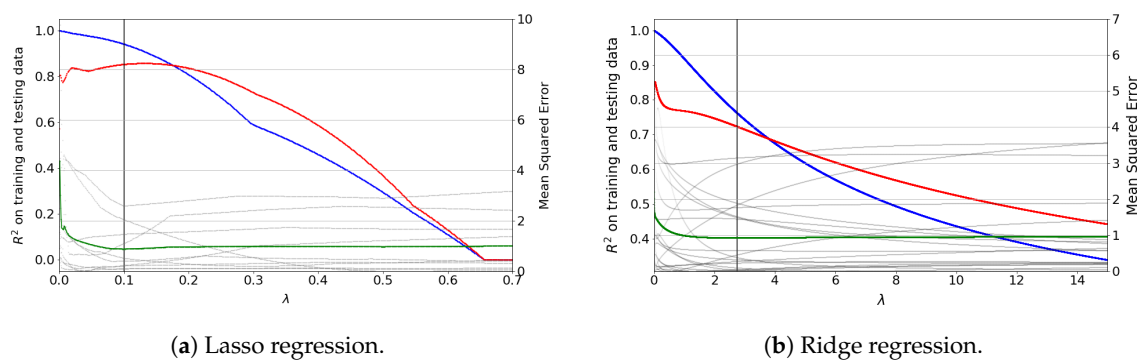 1.0
0.8
0.6
0.4
0.2
0.0
R² on training and testing data
10
8
6
4
2
0
Mean Squared Error
0.0 0.1 0.2 0.3 0.4 0.5 0.6 0.7
λ
(a) Lasso regression.
1.0
0.9
0.8
0.7
0.6
0.5
0.4
R² on training and testing data
7
6
5
4
3
2
1
0
Mean Squared Error
0 2 4 6 8 10 12 14
λ
(b) Ridge regression.